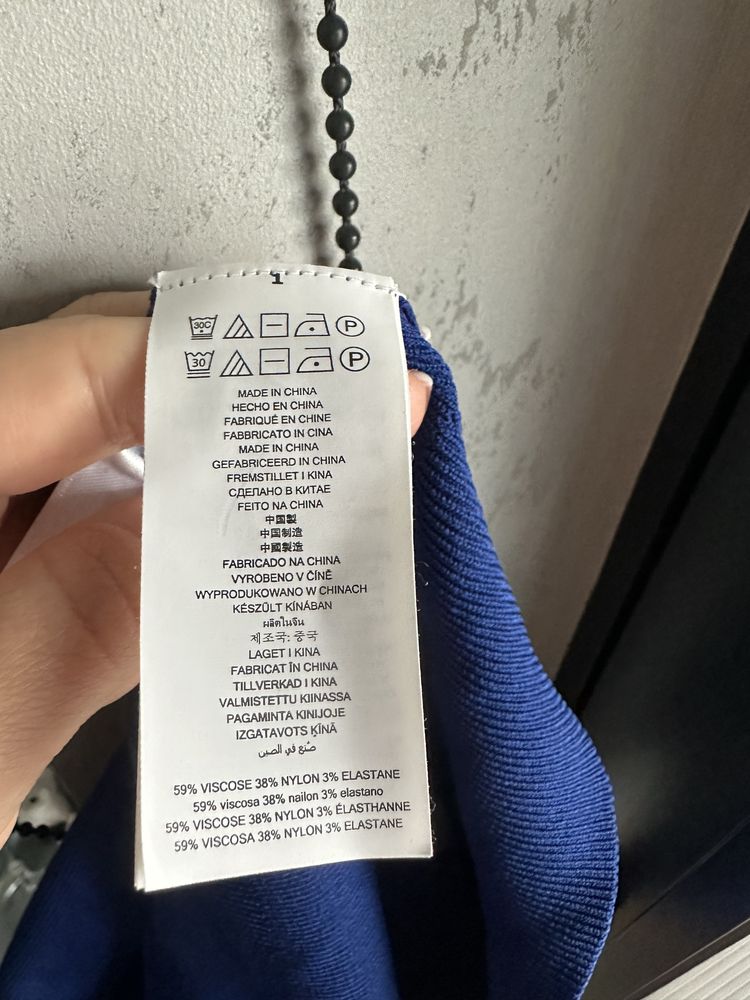 1
30C P
30 P
MADE IN CHINA
HECHO EN CHINA
FABRIQUÉ EN CHINE
FABBRICATO IN CINA
MADE IN CHINA
GEFABRICEERD IN CHINA
FREMSTILLET I KINA
СДЕЛАНО В КИТАЕ
FEITO NA CHINA
中国製
中国制造
中國製造
FABRICADO NA CHINA
VYROBENO V ČÍNĚ
WYPRODUKOWANO W CHINACH
KÉSZÜLT KÍNÁBAN
ผลิตในจีน
제조국: 중국
LAGET I KINA
FABRICAT ÎN CHINA
TILLVERKAD I KINA
VALMISTETTU KIINASSA
PAGAMINTA KINIJOJE
IZGATAVOTS ĶĪNĀ
صُنع في الصين
59% VISCOSE 38% NYLON 3% ELASTANE
59% viscosa 38% nailon 3% elastano
59% VISCOSE 38% NYLON 3% ÉLASTHANNE
59% VISCOSA 38% NYLON 3% ELASTANE